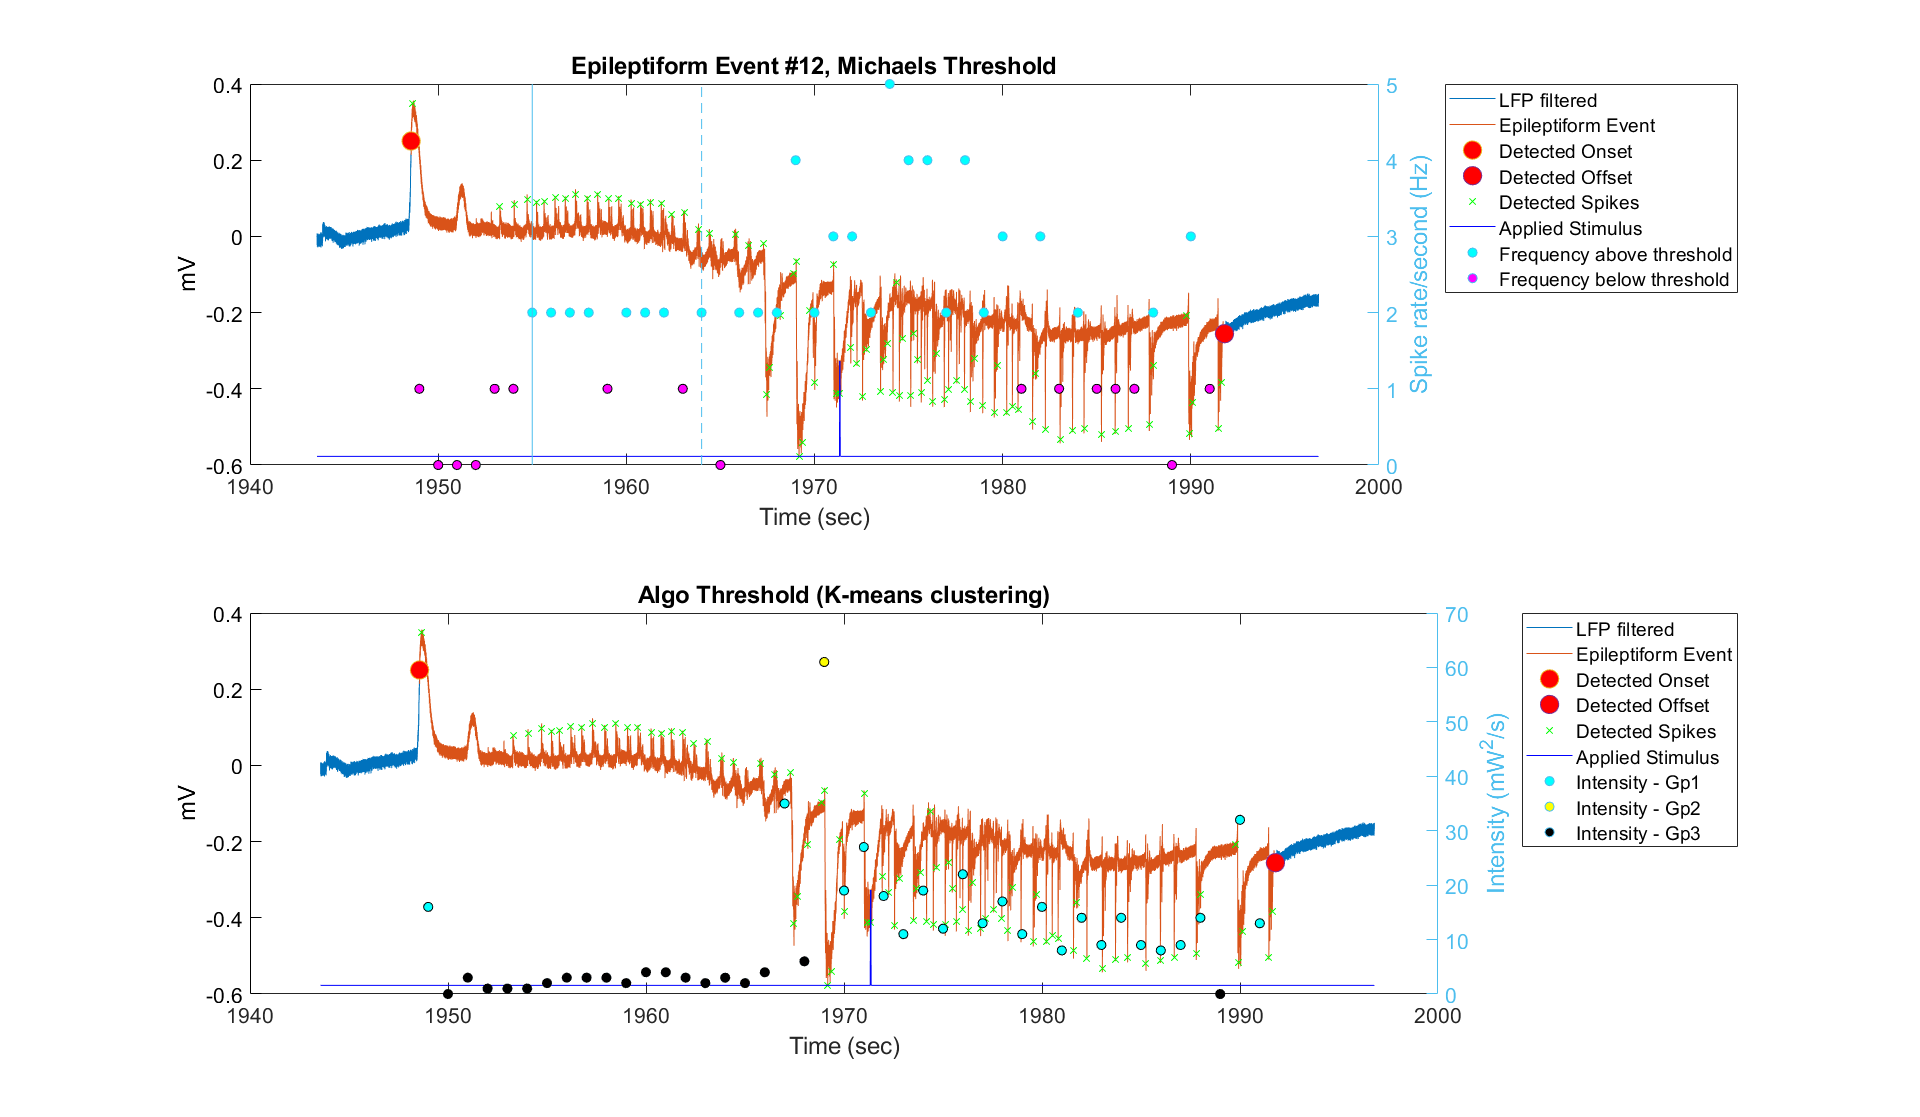 Epileptiform Event #12, Michaels Threshold
0.4
0.2
0
-0.2
-0.4
-0.6
mV
1940
1950
1960
1970
1980
1990
2000
Time (sec)
5
4
3
2
1
0
Spike rate/second (Hz)
LFP filtered
Epileptiform Event
Detected Onset
Detected Offset
Detected Spikes
Applied Stimulus
Frequency above threshold
Frequency below threshold
Algo Threshold (K-means clustering)
0.4
0.2
0
-0.2
-0.4
-0.6
mV
1940
1950
1960
1970
1980
1990
2000
Time (sec)
70
60
50
40
30
20
10
0
Intensity (mW²/s)
LFP filtered
Epileptiform Event
Detected Onset
Detected Offset
Detected Spikes
Applied Stimulus
Intensity - Gp1
Intensity - Gp2
Intensity - Gp3